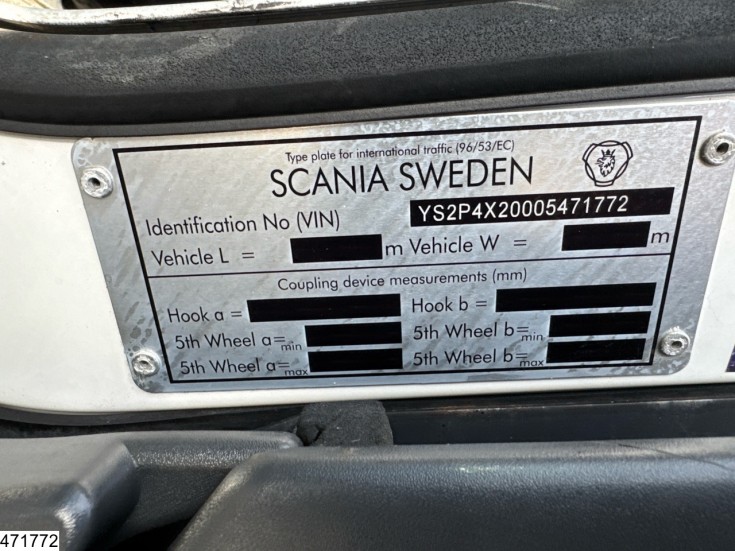 Type plate for international traffic (96/53/EC)
SCANIA SWEDEN
Identification No (VIN) YS2P4X20005471772
Vehicle L = m Vehicle W = m
Coupling device measurements (mm)
Hook a = Hook b =
5th Wheel a=min 5th Wheel b=min
5th Wheel a=max 5th Wheel b=max
471772